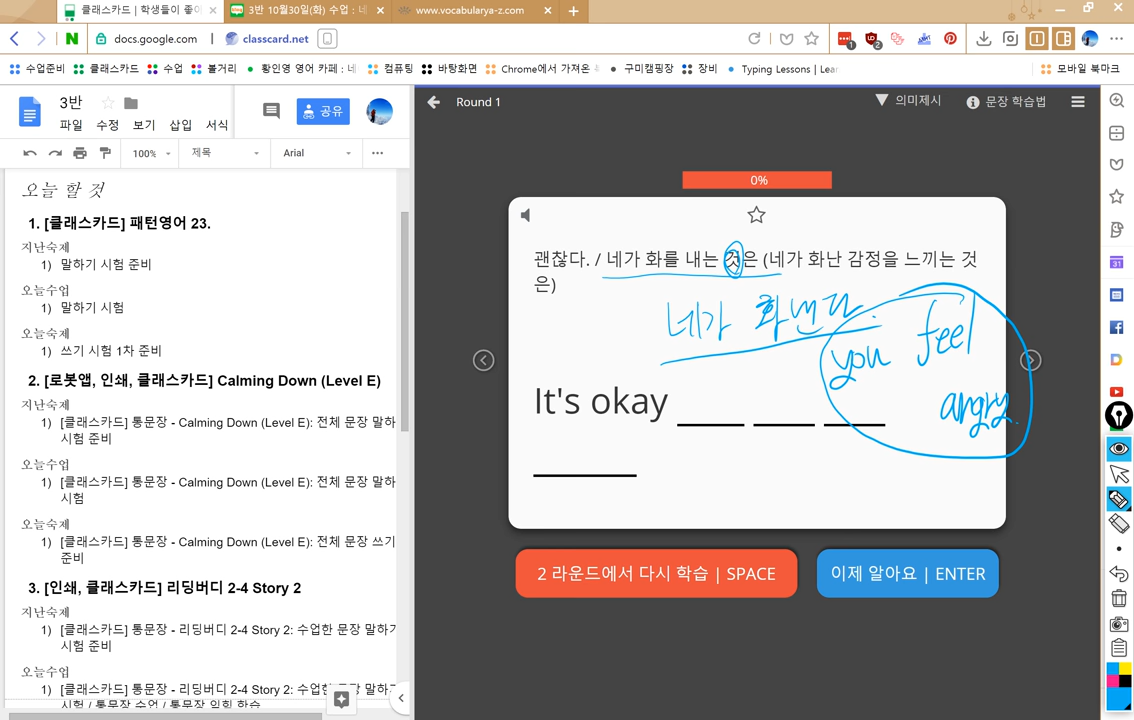 클래스카드 | 학생들이 좋아
3반 10월30일(화) 수업 : 네
www.vocabularya-z.com
N docs.google.com | classcard.net
수업준비 클래스카드 수업 볼거리 황인영 영어 카페 : 네 컴퓨팅 바탕화면 Chrome에서 가져온 구미캠핑장 장비 Typing Lessons | Lear 모바일 북마크
3반
파일 수정 보기 삽입 서식
공유
100% 제목 Arial
오늘 할 것
1. [클래스카드] 패턴영어 23.
지난숙제
1) 말하기 시험 준비
오늘수업
1) 말하기 시험
오늘숙제
1) 쓰기 시험 1차 준비
2. [로봇앱, 인쇄, 클래스카드] Calming Down (Level E)
지난숙제
1) [클래스카드] 통문장 - Calming Down (Level E): 전체 문장 말하
시험 준비
오늘수업
1) [클래스카드] 통문장 - Calming Down (Level E): 전체 문장 말하
시험
오늘숙제
1) [클래스카드] 통문장 - Calming Down (Level E): 전체 문장 쓰기
준비
3. [인쇄, 클래스카드] 리딩버디 2-4 Story 2
지난숙제
1) [클래스카드] 통문장 - 리딩버디 2-4 Story 2: 수업한 문장 말하기
시험 준비
오늘수업
1) [클래스카드] 통문장 - 리딩버디 2-4 Story 2: 수업한 문장 말하
시험 / 통문장 수업 / 통문장 암회 학습
Round 1
의미제시
문장 학습법
0%
괜찮다. / 네가 화를 내는 것은 (네가 화난 감정을 느끼는 것
은)
네가 화낸다.
you feel
angry.
It's okay
2 라운드에서 다시 학습 | SPACE
이제 알아요 | ENTER